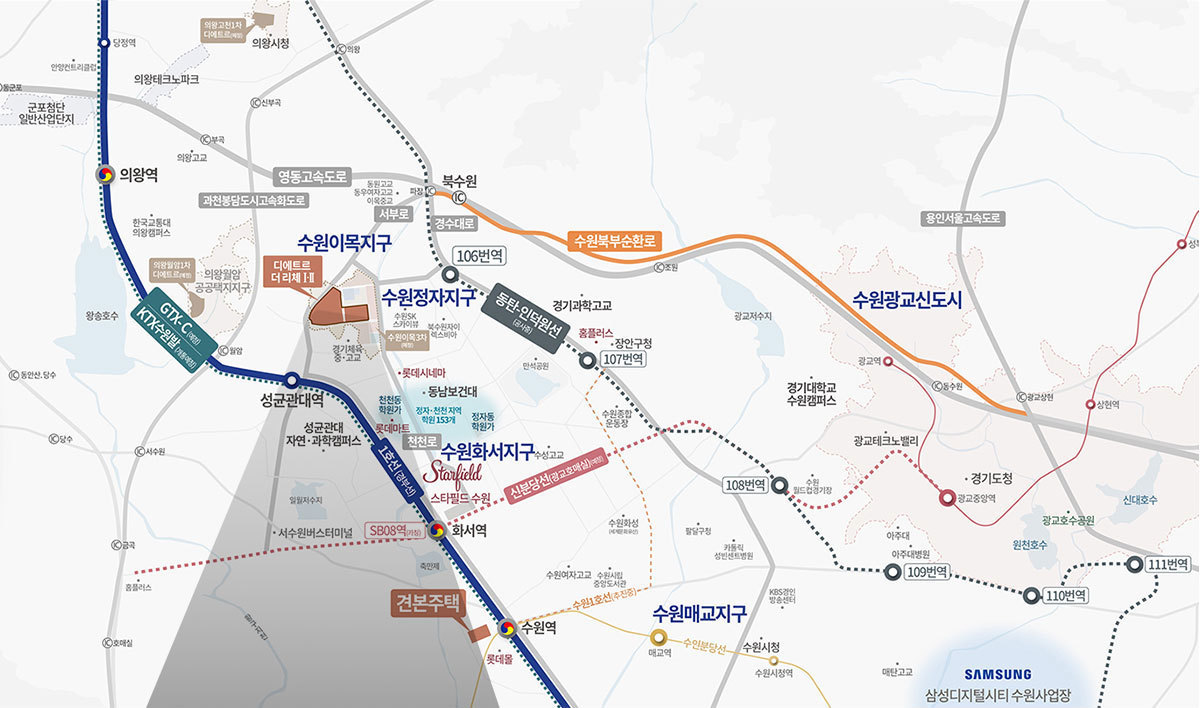 의왕고천1차
디에트르(예정)
의왕시청
당정역
안양컨트리클럽
IC 의왕
의왕테크노파크
동군포
군포첨단
일반산업단지
IC 신부곡
IC 부곡
의왕고교
의왕역
영동고속도로
과천봉담도시고속화도로
동원고교
동우여자고교
이목중교
파장 IC
북수원
IC
서부로
경수대로
용인서울고속도로
한국교통대
의왕캠퍼스
수원이목지구
수원북부순환로
106번역
IC 조원
의왕월암1차
디에트르(예정)
의왕월암
공공택지지구
디에트르
더 리체 I·II
수원정자지구
동탄-인덕원선
(공사중)
경기과학고교
수원광교신도시
왕송호수
GTX-C(예정)
KTX수원발(개통예정)
수원SK
스카이뷰
북수원자이
렉스비아
수원이목3차
(예정)
홈플러스
장안구청
107번역
광교저수지
IC 월암
경기체육
중·고교
롯데시네마
만석공원
광교역
IC 동안산, 당수
성균관대역
동남보건대
천천동
학원가
정자·천천 지역
학원 153개
정자동
학원가
롯데마트
수원종합
운동장
경기대학교
수원캠퍼스
IC 동수원
IC 광교상현
상현역
성균관대
자연·과학캠퍼스
천천로
IC 당수
IC 서수원
수원화서지구
수성고교
광교테크노밸리
1호선(경부선)
Starfield
스타필드 수원
신분당선(광교호매실)(예정)
108번역
수원
월드컵경기장
경기도청
광교중앙역
신대호수
일월저수지
서수원버스터미널
SB08역(가칭)
화서역
수원화성
(세계문화유산)
팔달구청
카톨릭
성빈센트병원
아주대
아주대병원
광교호수공원
원천호수
IC 금곡
홈플러스
축만제
수원여자고교
수원시립
중앙도서관
109번역
111번역
110번역
KBS경인
방송센터
견본주택
수원1호선(추진중)
수원매교지구
수원역
IC 호매실
롯데몰
매교역
수인분당선
수원시청
수원시청역
매탄고교
SAMSUNG
삼성디지털시티 수원사업장